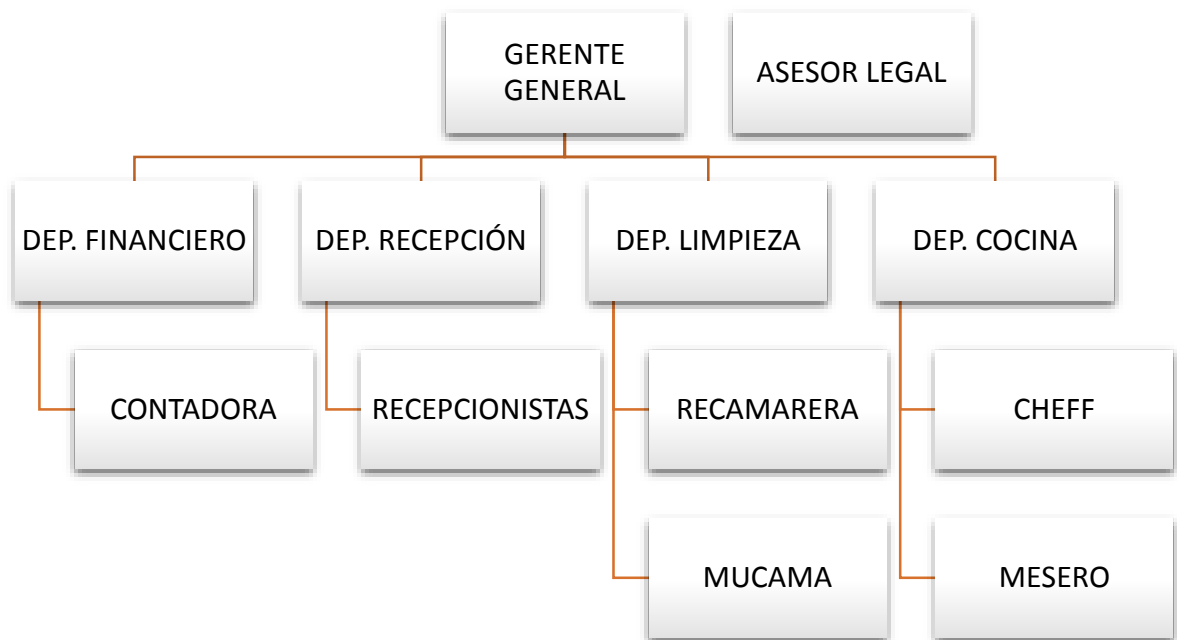 GERENTE
GENERAL
ASESOR LEGAL
DEP. FINANCIERO
DEP. RECEPCIÓN
DEP. LIMPIEZA
DEP. COCINA
CONTADORA
RECEPCIONISTAS
RECAMARERA
CHEFF
MUCAMA
MESERO